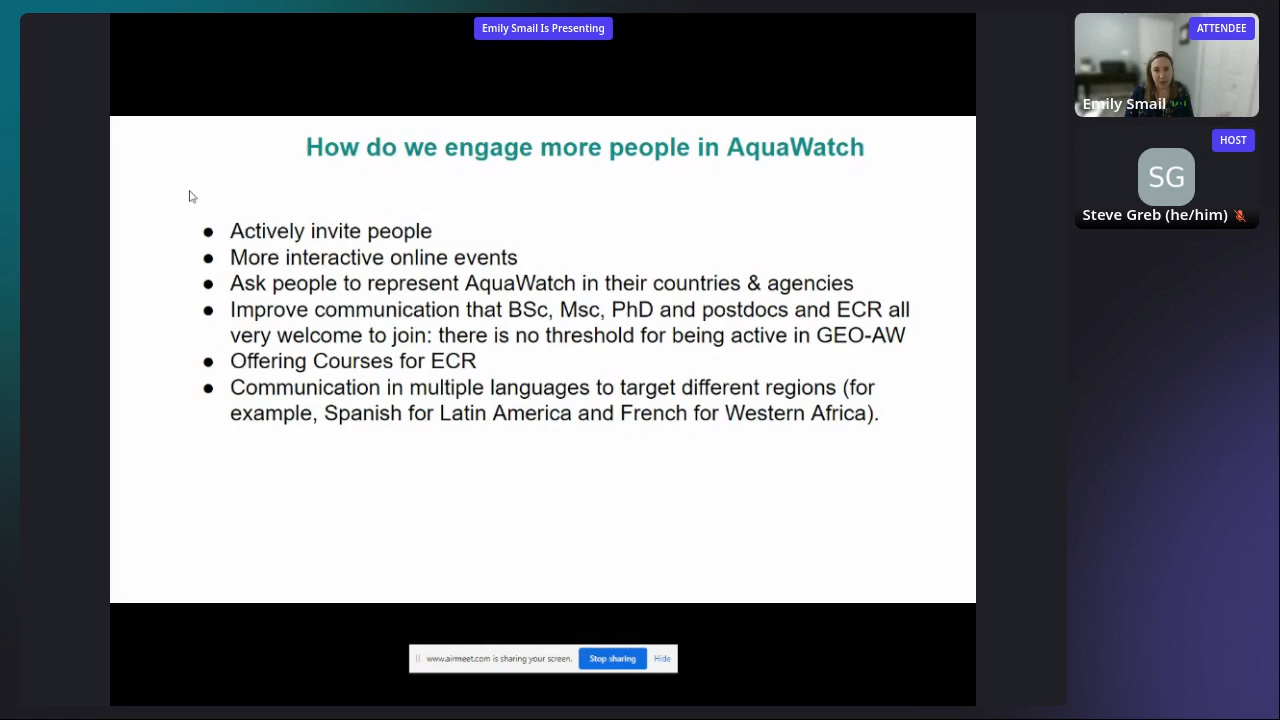 Emily Smail Is Presenting
ATTENDEE
Emily Smail
HOST
SG
Steve Greb (he/him)
How do we engage more people in AquaWatch
● Actively invite people
● More interactive online events
● Ask people to represent AquaWatch in their countries & agencies
● Improve communication that BSc, Msc, PhD and postdocs and ECR all
very welcome to join: there is no threshold for being active in GEO-AW
● Offering Courses for ECR
● Communication in multiple languages to target different regions (for
example, Spanish for Latin America and French for Western Africa).
www.airmeet.com is sharing your screen.
Stop sharing
Hide